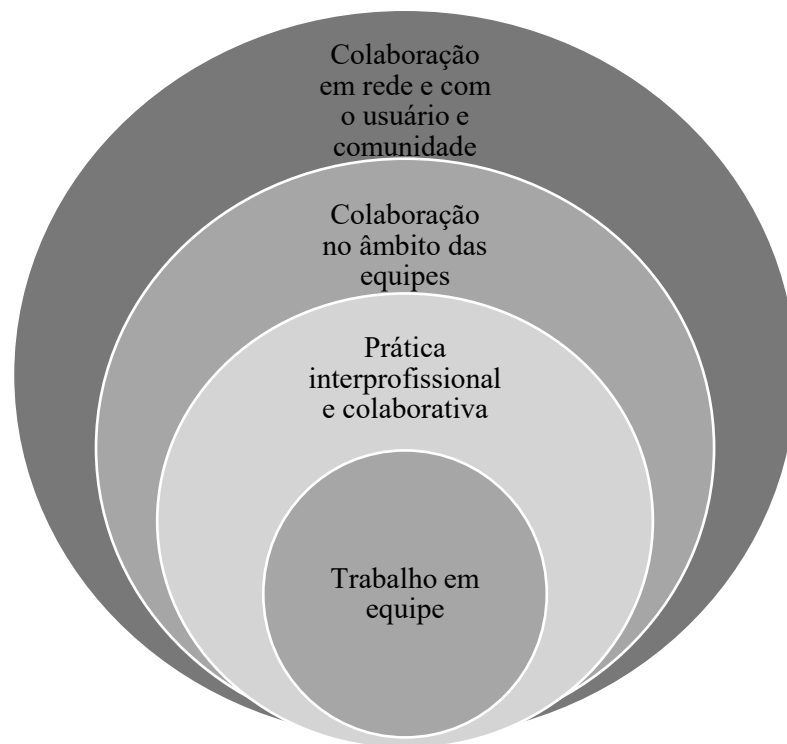 Colaboração
em rede e com
o usuário e
comunidade
Colaboração
no âmbito das
equipes
Prática
interprofissional
e colaborativa
Trabalho em
equipe